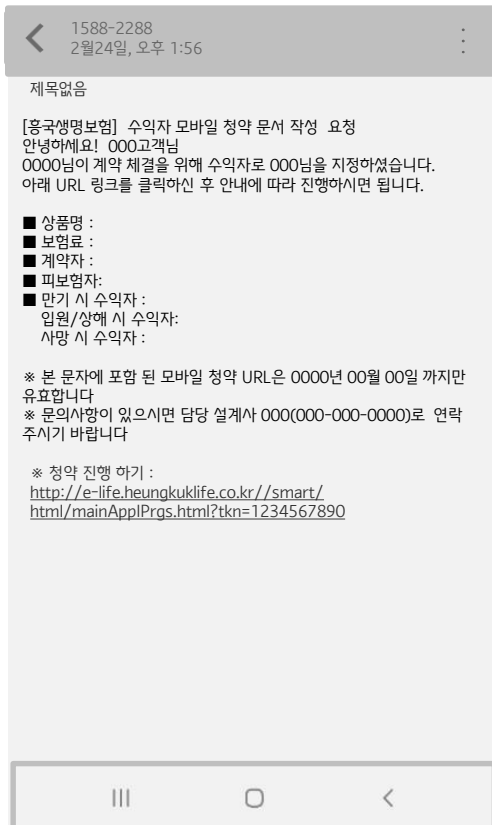 1588-2288
2월24일, 오후 1:56
제목없음
[흥국생명보험] 수익자 모바일 청약 문서 작성 요청
안녕하세요! 000고객님
0000님이 계약 체결을 위해 수익자로 000님을 지정하셨습니다.
아래 URL 링크를 클릭하신 후 안내에 따라 진행하시면 됩니다.
■ 상품명 :
■ 보험료 :
■ 계약자 :
■ 피보험자:
■ 만기 시 수익자 :
입원/상해 시 수익자:
사망 시 수익자 :
※ 본 문자에 포함 된 모바일 청약 URL은 0000년 00월 00일 까지만
유효합니다
※ 문의사항이 있으시면 담당 설계사 000(000-000-0000)로 연락
주시기 바랍니다
※ 청약 진행 하기 :
http://e-life.heungkuklife.co.kr//smart/
html/mainApplPrgs.html?tkn=1234567890